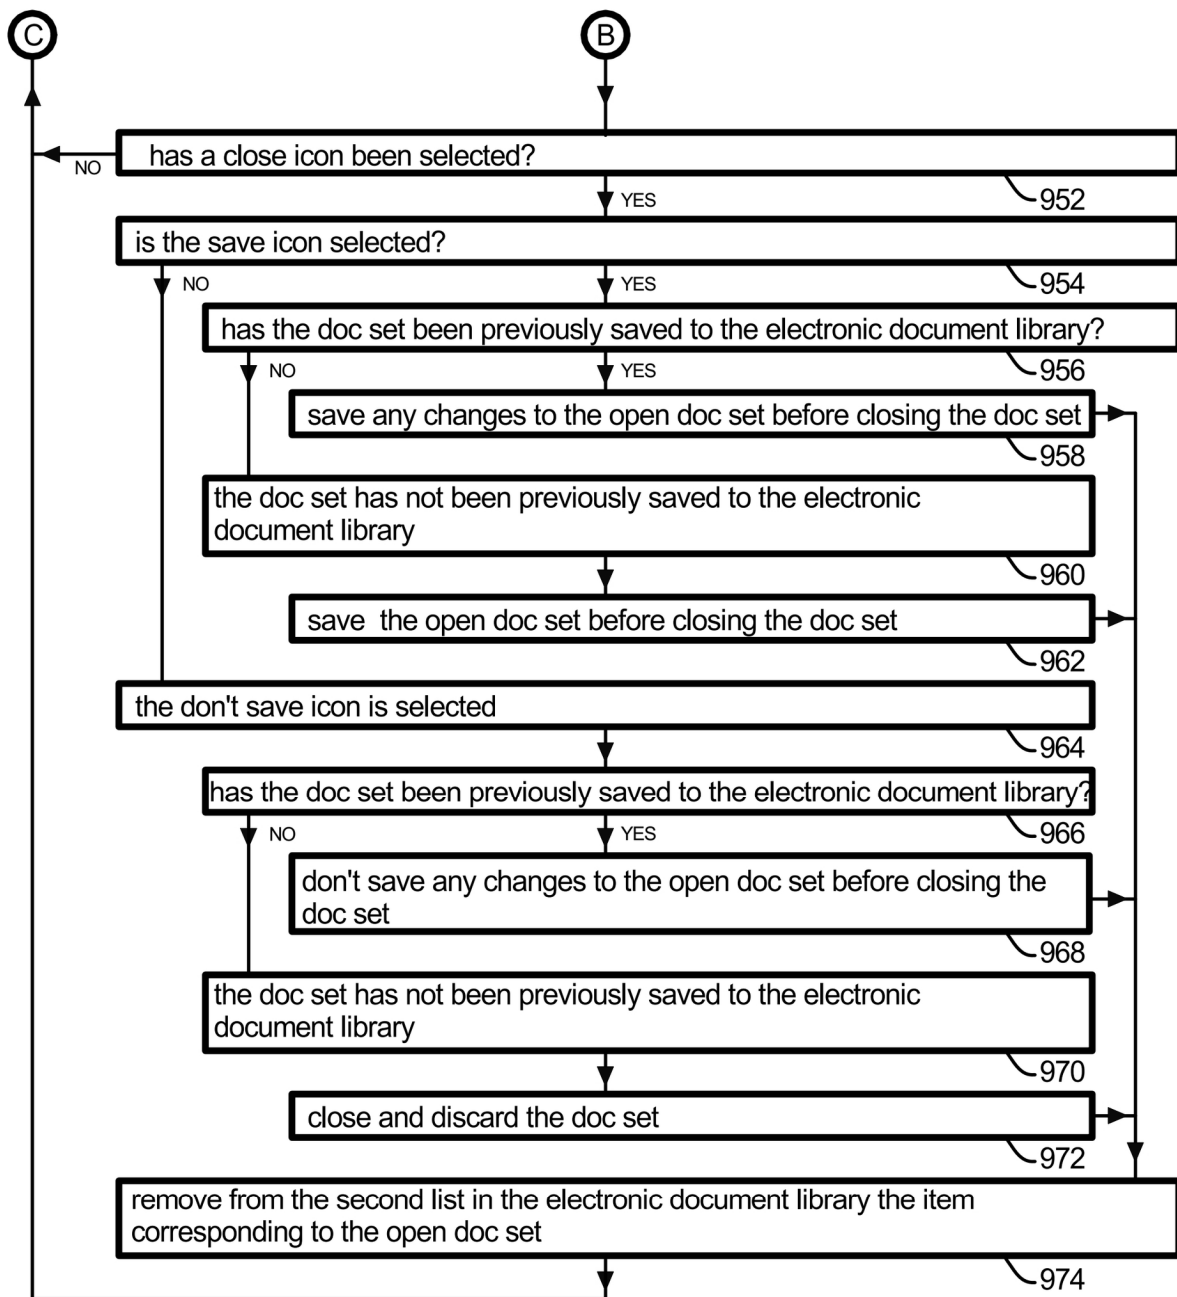 C
B
has a close icon been selected?
NO
952
YES
is the save icon selected?
954
NO
YES
has the doc set been previously saved to the electronic document library?
956
NO
YES
save any changes to the open doc set before closing the doc set
958
the doc set has not been previously saved to the electronic
document library
960
save the open doc set before closing the doc set
962
the don't save icon is selected
964
has the doc set been previously saved to the electronic document library?
966
NO
YES
don't save any changes to the open doc set before closing the
doc set
968
the doc set has not been previously saved to the electronic
document library
970
close and discard the doc set
972
remove from the second list in the electronic document library the item
corresponding to the open doc set
974